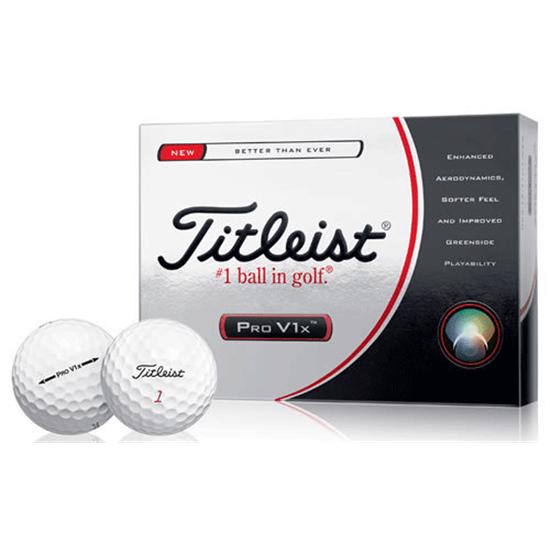 NEW BETTER THAN EVER
Titleist®
#1 ball in golf.®
PRO V1x™
ENHANCED
AERODYNAMICS,
SOFTER FEEL
AND IMPROVED
GREENSIDE
PLAYABILITY
PRO V1x
Titleist
1